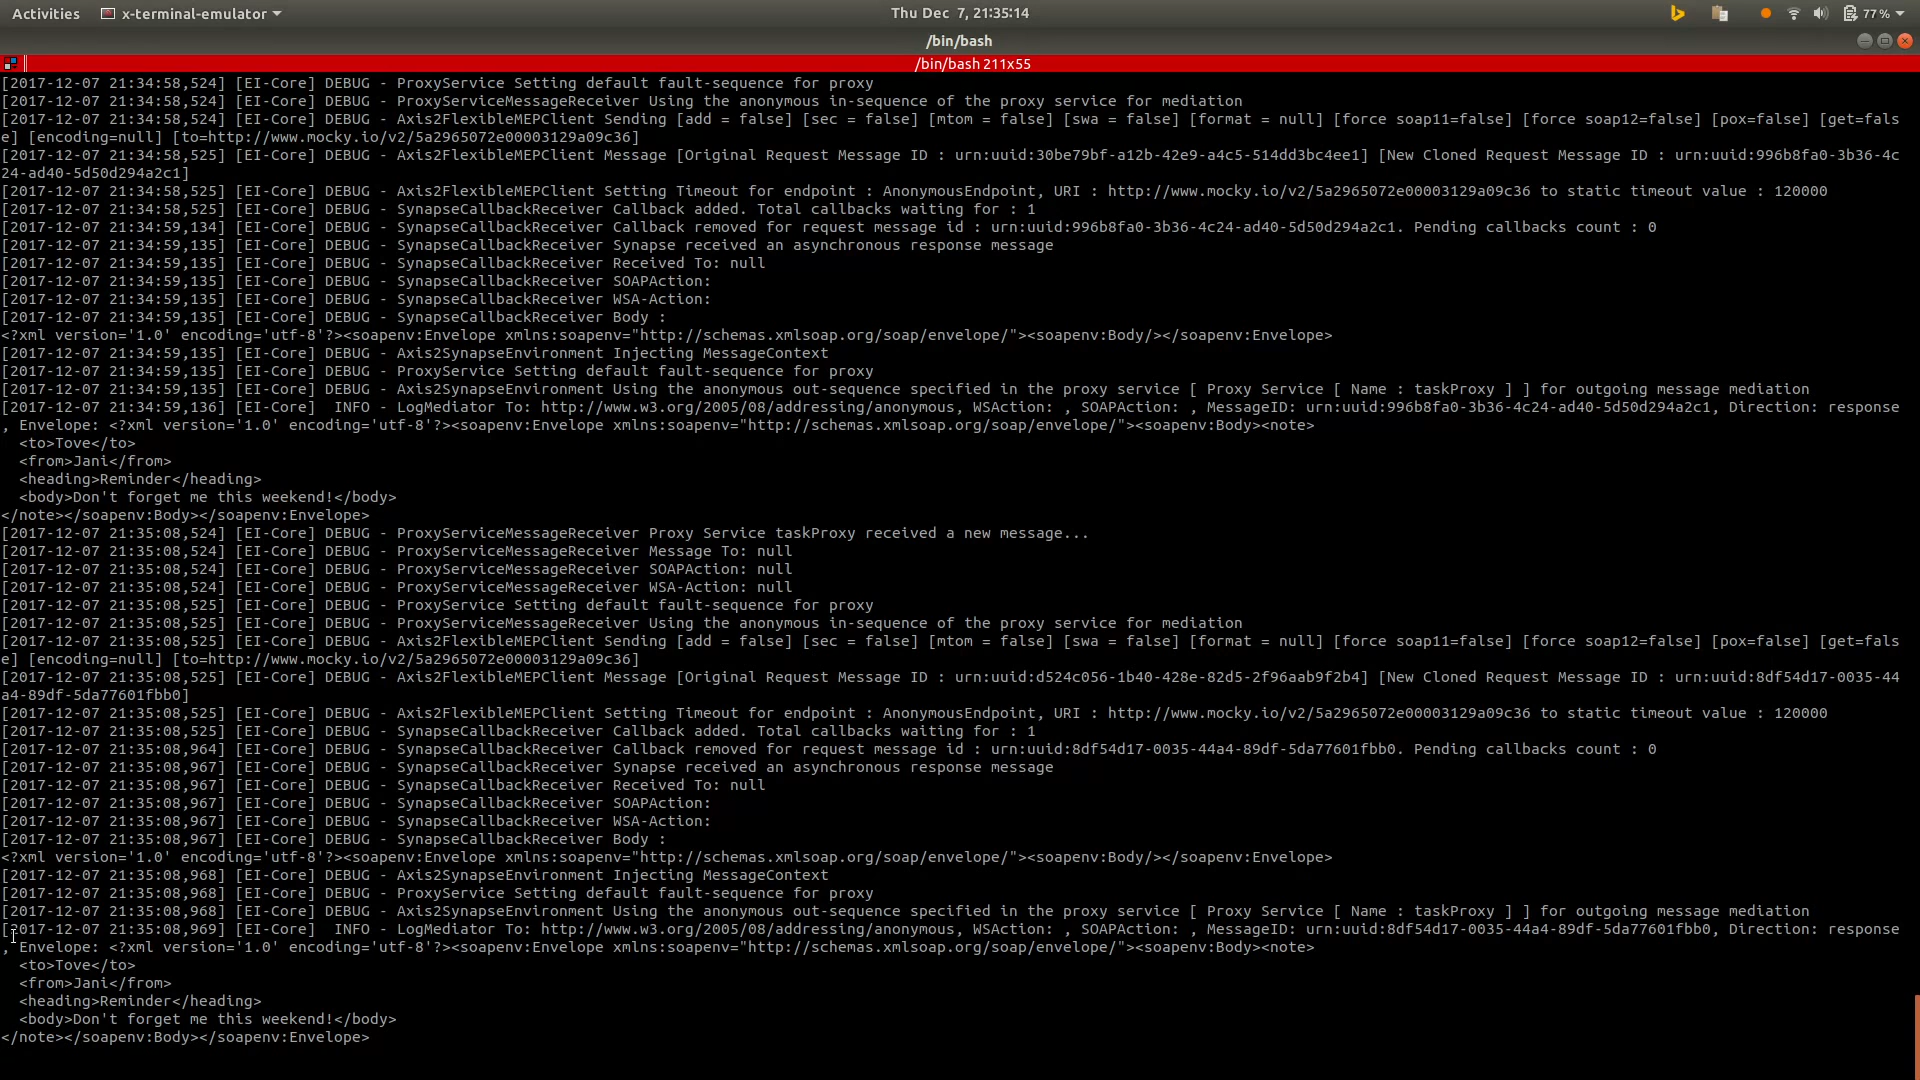 Activities x-terminal-emulator Thu Dec 7, 21:35:14 77 %
/bin/bash
/bin/bash 211x55
[2017-12-07 21:34:58,524] [EI-Core] DEBUG - ProxyService Setting default fault-sequence for proxy
[2017-12-07 21:34:58,524] [EI-Core] DEBUG - ProxyServiceMessageReceiver Using the anonymous in-sequence of the proxy service for mediation
[2017-12-07 21:34:58,524] [EI-Core] DEBUG - Axis2FlexibleMEPClient Sending [add = false] [sec = false] [mtom = false] [swa = false] [format = null] [force soap11=false] [force soap12=false] [pox=false] [get=fals
e] [encoding=null] [to=http://www.mocky.io/v2/5a2965072e00003129a09c36]
[2017-12-07 21:34:58,525] [EI-Core] DEBUG - Axis2FlexibleMEPClient Message [Original Request Message ID : urn:uuid:30be79bf-a12b-42e9-a4c5-514dd3bc4ee1] [New Cloned Request Message ID : urn:uuid:996b8fa0-3b36-4c
24-ad40-5d50d294a2c1]
[2017-12-07 21:34:58,525] [EI-Core] DEBUG - Axis2FlexibleMEPClient Setting Timeout for endpoint : AnonymousEndpoint, URI : http://www.mocky.io/v2/5a2965072e00003129a09c36 to static timeout value : 120000
[2017-12-07 21:34:58,525] [EI-Core] DEBUG - SynapseCallbackReceiver Callback added. Total callbacks waiting for : 1
[2017-12-07 21:34:59,134] [EI-Core] DEBUG - SynapseCallbackReceiver Callback removed for request message id : urn:uuid:996b8fa0-3b36-4c24-ad40-5d50d294a2c1. Pending callbacks count : 0
[2017-12-07 21:34:59,135] [EI-Core] DEBUG - SynapseCallbackReceiver Synapse received an asynchronous response message
[2017-12-07 21:34:59,135] [EI-Core] DEBUG - SynapseCallbackReceiver Received To: null
[2017-12-07 21:34:59,135] [EI-Core] DEBUG - SynapseCallbackReceiver SOAPAction:
[2017-12-07 21:34:59,135] [EI-Core] DEBUG - SynapseCallbackReceiver WSA-Action:
[2017-12-07 21:34:59,135] [EI-Core] DEBUG - SynapseCallbackReceiver Body :
<?xml version='1.0' encoding='utf-8'?><soapenv:Envelope xmlns:soapenv="http://schemas.xmlsoap.org/soap/envelope/"><soapenv:Body/></soapenv:Envelope>
[2017-12-07 21:34:59,135] [EI-Core] DEBUG - Axis2SynapseEnvironment Injecting MessageContext
[2017-12-07 21:34:59,135] [EI-Core] DEBUG - ProxyService Setting default fault-sequence for proxy
[2017-12-07 21:34:59,135] [EI-Core] DEBUG - Axis2SynapseEnvironment Using the anonymous out-sequence specified in the proxy service [ Proxy Service [ Name : taskProxy ] ] for outgoing message mediation
[2017-12-07 21:34:59,136] [EI-Core]  INFO - LogMediator To: http://www.w3.org/2005/08/addressing/anonymous, WSAction: , SOAPAction: , MessageID: urn:uuid:996b8fa0-3b36-4c24-ad40-5d50d294a2c1, Direction: response
, Envelope: <?xml version='1.0' encoding='utf-8'?><soapenv:Envelope xmlns:soapenv="http://schemas.xmlsoap.org/soap/envelope/"><soapenv:Body><note>
  <to>Tove</to>
  <from>Jani</from>
  <heading>Reminder</heading>
  <body>Don't forget me this weekend!</body>
</note></soapenv:Body></soapenv:Envelope>
[2017-12-07 21:35:08,524] [EI-Core] DEBUG - ProxyServiceMessageReceiver Proxy Service taskProxy received a new message...
[2017-12-07 21:35:08,524] [EI-Core] DEBUG - ProxyServiceMessageReceiver Message To: null
[2017-12-07 21:35:08,524] [EI-Core] DEBUG - ProxyServiceMessageReceiver SOAPAction: null
[2017-12-07 21:35:08,524] [EI-Core] DEBUG - ProxyServiceMessageReceiver WSA-Action: null
[2017-12-07 21:35:08,525] [EI-Core] DEBUG - ProxyService Setting default fault-sequence for proxy
[2017-12-07 21:35:08,525] [EI-Core] DEBUG - ProxyServiceMessageReceiver Using the anonymous in-sequence of the proxy service for mediation
[2017-12-07 21:35:08,525] [EI-Core] DEBUG - Axis2FlexibleMEPClient Sending [add = false] [sec = false] [mtom = false] [swa = false] [format = null] [force soap11=false] [force soap12=false] [pox=false] [get=fals
e] [encoding=null] [to=http://www.mocky.io/v2/5a2965072e00003129a09c36]
[2017-12-07 21:35:08,525] [EI-Core] DEBUG - Axis2FlexibleMEPClient Message [Original Request Message ID : urn:uuid:d524c056-1b40-428e-82d5-2f96aab9f2b4] [New Cloned Request Message ID : urn:uuid:8df54d17-0035-44
a4-89df-5da77601fbb0]
[2017-12-07 21:35:08,525] [EI-Core] DEBUG - Axis2FlexibleMEPClient Setting Timeout for endpoint : AnonymousEndpoint, URI : http://www.mocky.io/v2/5a2965072e00003129a09c36 to static timeout value : 120000
[2017-12-07 21:35:08,525] [EI-Core] DEBUG - SynapseCallbackReceiver Callback added. Total callbacks waiting for : 1
[2017-12-07 21:35:08,964] [EI-Core] DEBUG - SynapseCallbackReceiver Callback removed for request message id : urn:uuid:8df54d17-0035-44a4-89df-5da77601fbb0. Pending callbacks count : 0
[2017-12-07 21:35:08,967] [EI-Core] DEBUG - SynapseCallbackReceiver Synapse received an asynchronous response message
[2017-12-07 21:35:08,967] [EI-Core] DEBUG - SynapseCallbackReceiver Received To: null
[2017-12-07 21:35:08,967] [EI-Core] DEBUG - SynapseCallbackReceiver SOAPAction:
[2017-12-07 21:35:08,967] [EI-Core] DEBUG - SynapseCallbackReceiver WSA-Action:
[2017-12-07 21:35:08,967] [EI-Core] DEBUG - SynapseCallbackReceiver Body :
<?xml version='1.0' encoding='utf-8'?><soapenv:Envelope xmlns:soapenv="http://schemas.xmlsoap.org/soap/envelope/"><soapenv:Body/></soapenv:Envelope>
[2017-12-07 21:35:08,968] [EI-Core] DEBUG - Axis2SynapseEnvironment Injecting MessageContext
[2017-12-07 21:35:08,968] [EI-Core] DEBUG - ProxyService Setting default fault-sequence for proxy
[2017-12-07 21:35:08,968] [EI-Core] DEBUG - Axis2SynapseEnvironment Using the anonymous out-sequence specified in the proxy service [ Proxy Service [ Name : taskProxy ] ] for outgoing message mediation
[2017-12-07 21:35:08,969] [EI-Core]  INFO - LogMediator To: http://www.w3.org/2005/08/addressing/anonymous, WSAction: , SOAPAction: , MessageID: urn:uuid:8df54d17-0035-44a4-89df-5da77601fbb0, Direction: response
, Envelope: <?xml version='1.0' encoding='utf-8'?><soapenv:Envelope xmlns:soapenv="http://schemas.xmlsoap.org/soap/envelope/"><soapenv:Body><note>
  <to>Tove</to>
  <from>Jani</from>
  <heading>Reminder</heading>
  <body>Don't forget me this weekend!</body>
</note></soapenv:Body></soapenv:Envelope>